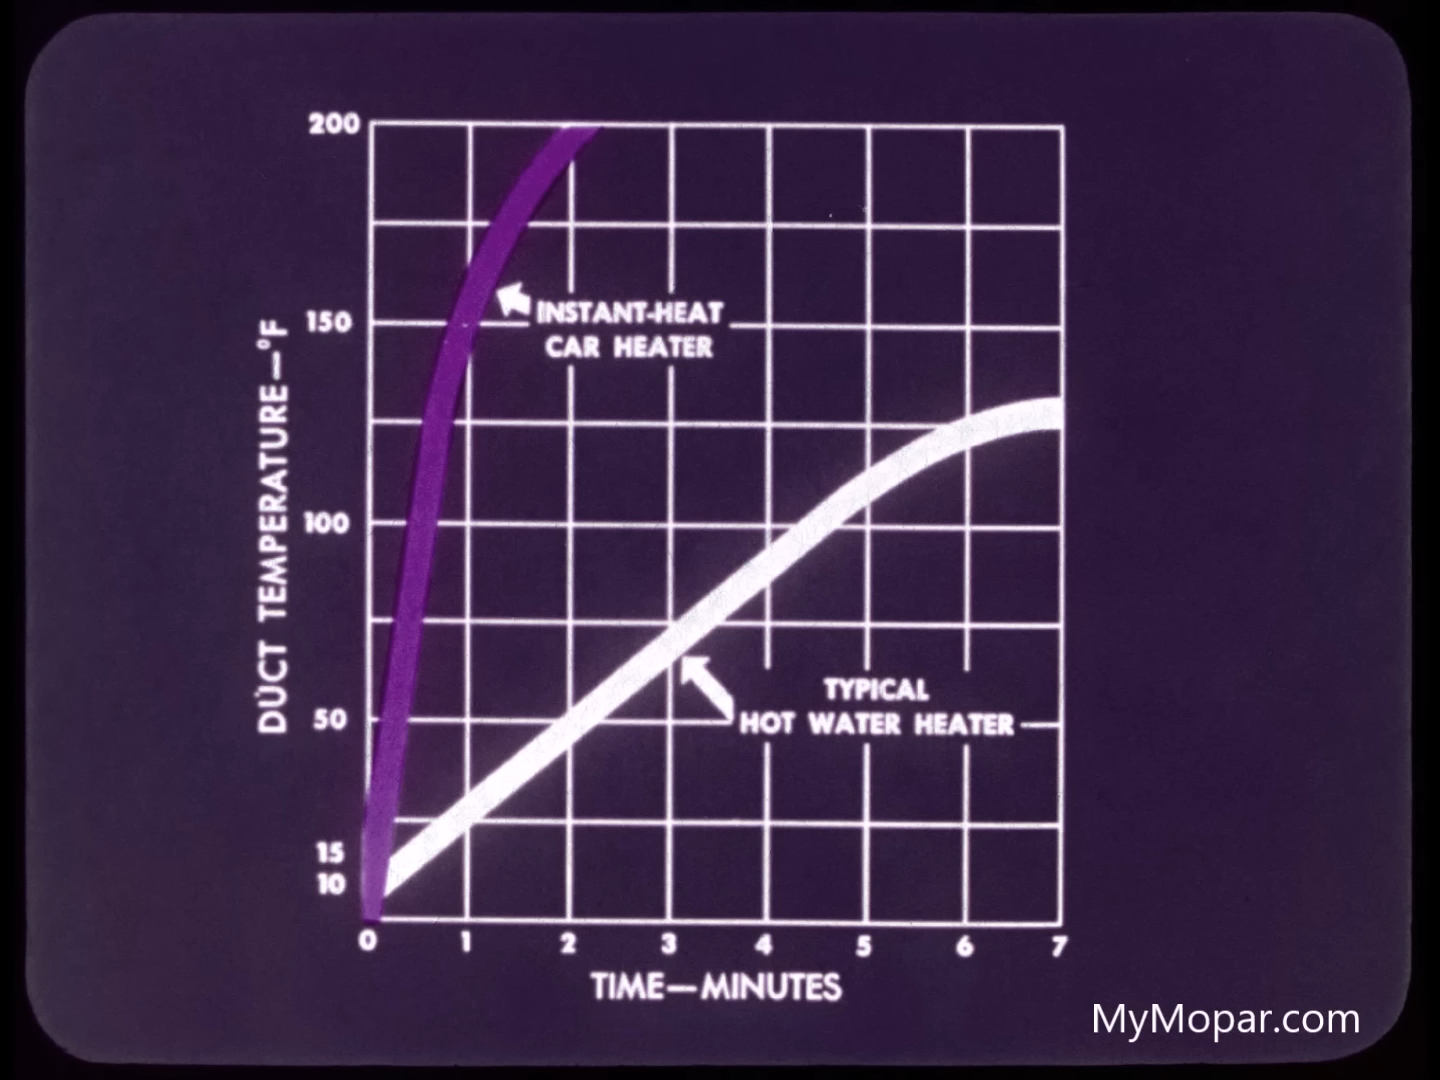 200
150
100
50
15
10
DUCT TEMPERATURE—°F
INSTANT-HEAT
CAR HEATER
TYPICAL
HOT WATER HEATER
0 1 2 3 4 5 6 7
TIME—MINUTES
MyMopar.com